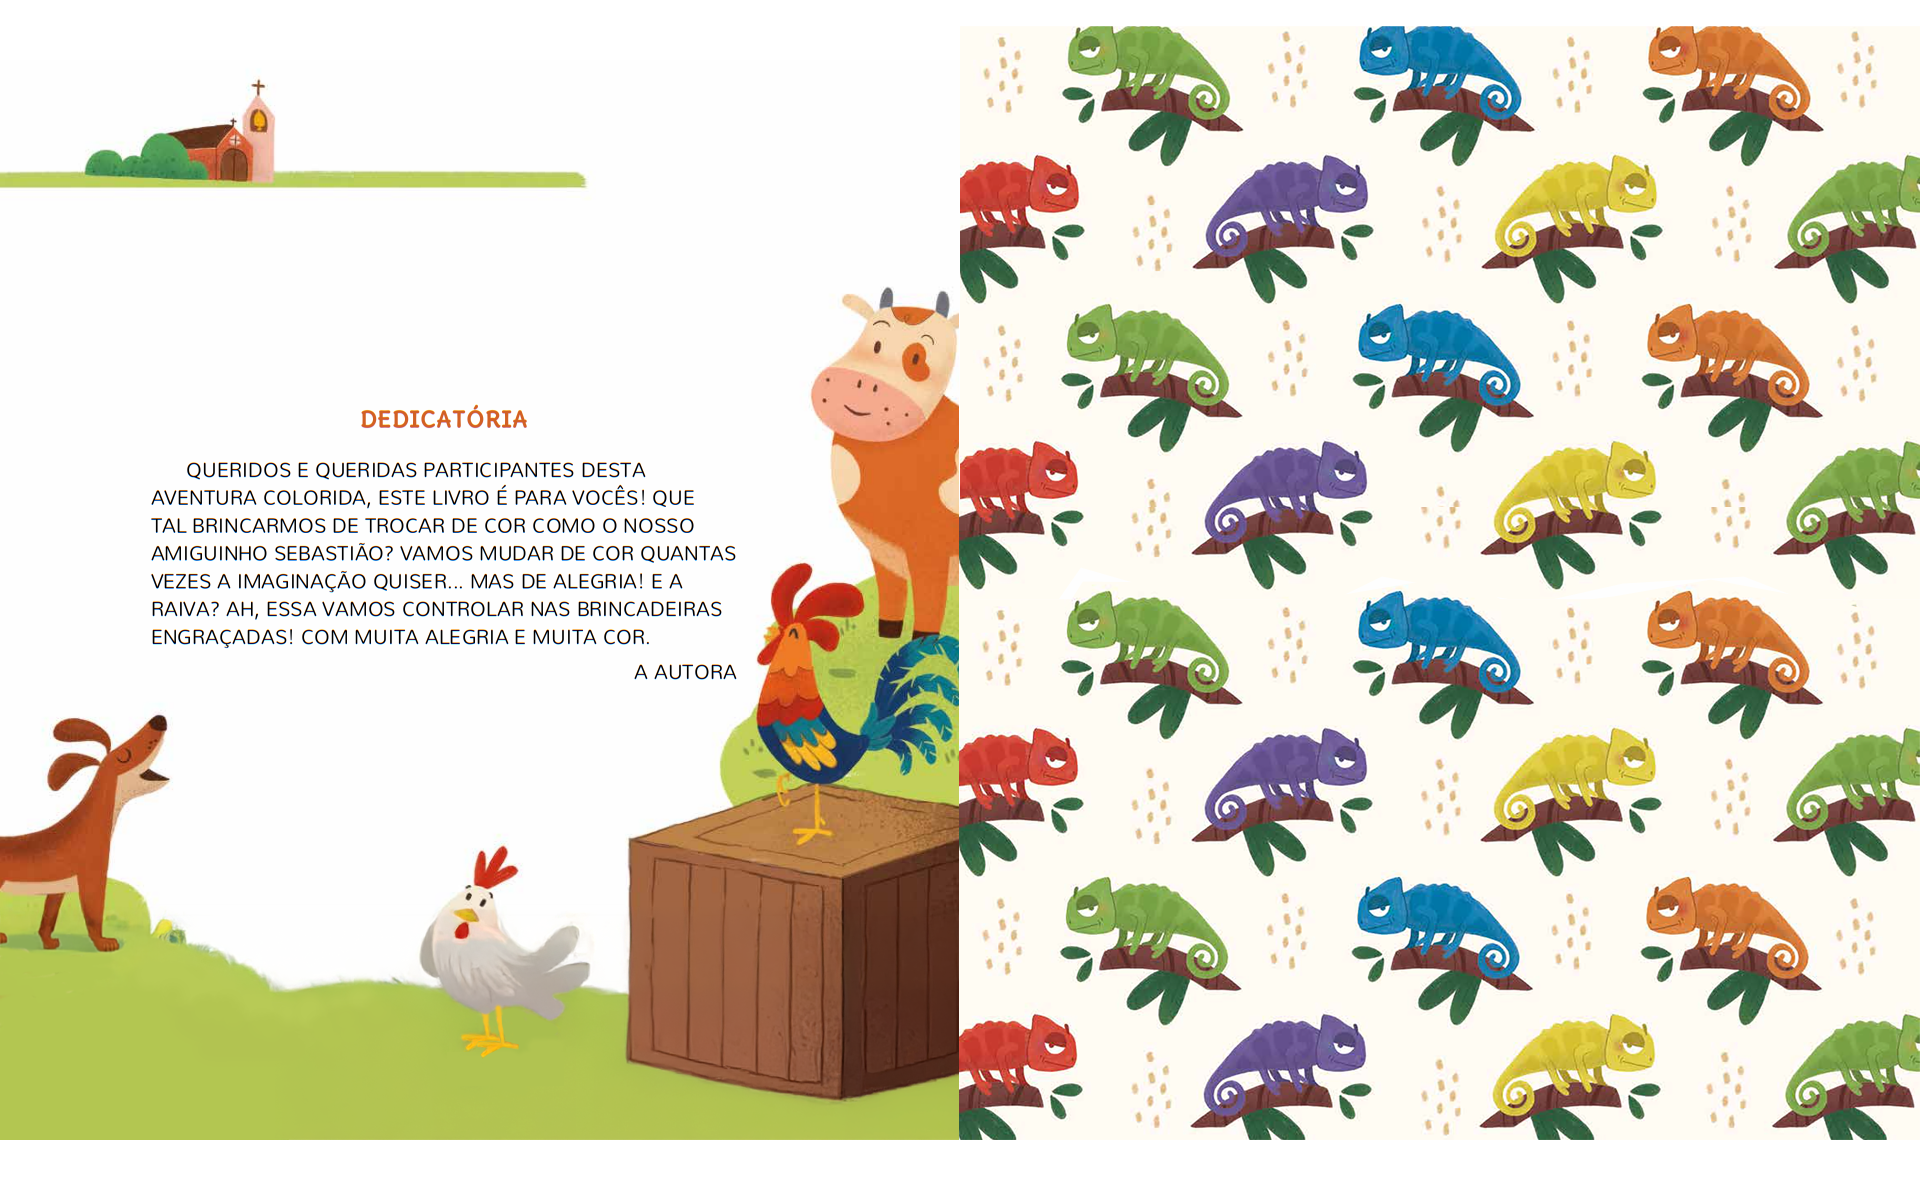 DEDICATÓRIA
QUERIDOS E QUERIDAS PARTICIPANTES DESTA
AVENTURA COLORIDA, ESTE LIVRO É PARA VOCÊS! QUE
TAL BRINCARMOS DE TROCAR DE COR COMO O NOSSO
AMIGUINHO SEBASTIÃO? VAMOS MUDAR DE COR QUANTAS
VEZES A IMAGINAÇÃO QUISER... MAS DE ALEGRIA! E A
RAIVA? AH, ESSA VAMOS CONTROLAR NAS BRINCADEIRAS
ENGRAÇADAS! COM MUITA ALEGRIA E MUITA COR.
A AUTORA